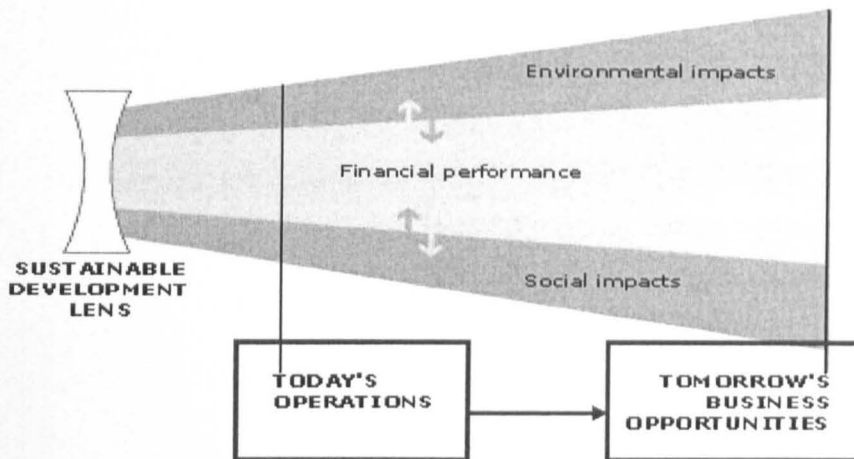 Environmental impacts
Financial performance
Social impacts
SUSTAINABLE
DEVELOPMENT
LENS
TODAY'S
OPERATIONS
TOMORROW'S
BUSINESS
OPPORTUNITIES